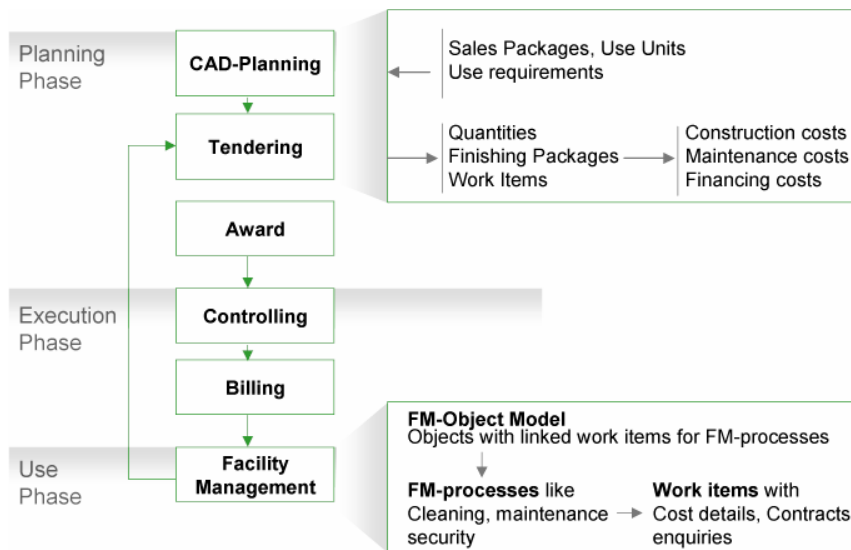 Planning
Phase
CAD-Planning
Tendering
Sales Packages, Use Units
Use requirements
Quantities
Finishing Packages
Work Items
Construction costs
Maintenance costs
Financing costs
Award
Execution
Phase
Controlling
Billing
Use
Phase
Facility
Management
FM-Object Model
Objects with linked work items for FM-processes
FM-processes like
Cleaning, maintenance
security
Work items with
Cost details, Contracts
enquiries